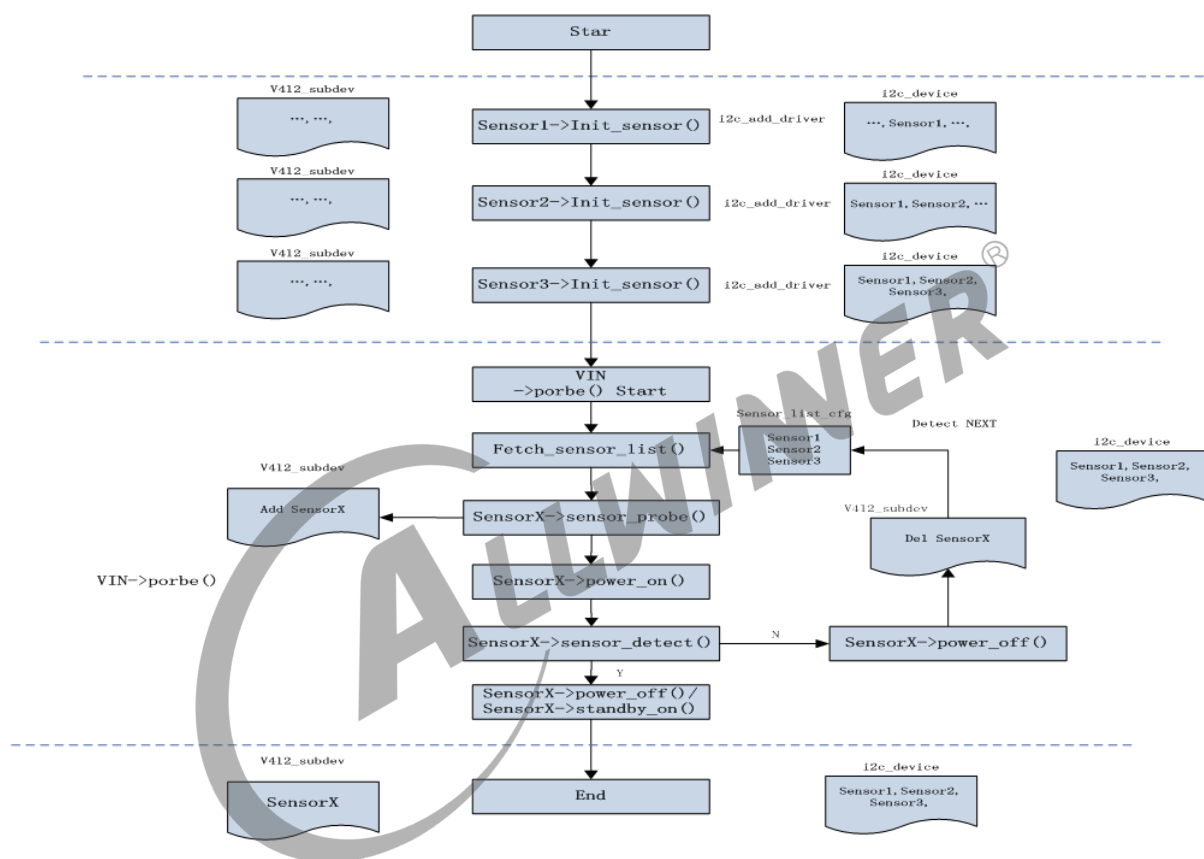 Star
V412_subdev
i2c_device
…, …,
Sensor1->Init_sensor()
i2c_add_driver
…, Sensor1, …,
V412_subdev
i2c_device
…, …,
Sensor2->Init_sensor()
i2c_add_driver
Sensor1, Sensor2, …
V412_subdev
i2c_device
…, …,
Sensor3->Init_sensor()
i2c_add_driver
Sensor1, Sensor2,
Sensor3,
VIN
->porbe() Start
Sensor_list_cfg
Detect NEXT
Fetch_sensor_list()
Sensor1
Sensor2
Sensor3
i2c_device
Sensor1, Sensor2,
Sensor3,
V412_subdev
Add SensorX
SensorX->sensor_probe()
V412_subdev
Del SensorX
VIN->porbe()
SensorX->power_on()
SensorX->sensor_detect()
N
SensorX->power_off()
Y
SensorX->power_off()/
SensorX->standby_on()
V412_subdev
i2c_device
SensorX
End
Sensor1, Sensor2,
Sensor3,
ALLWINNER®